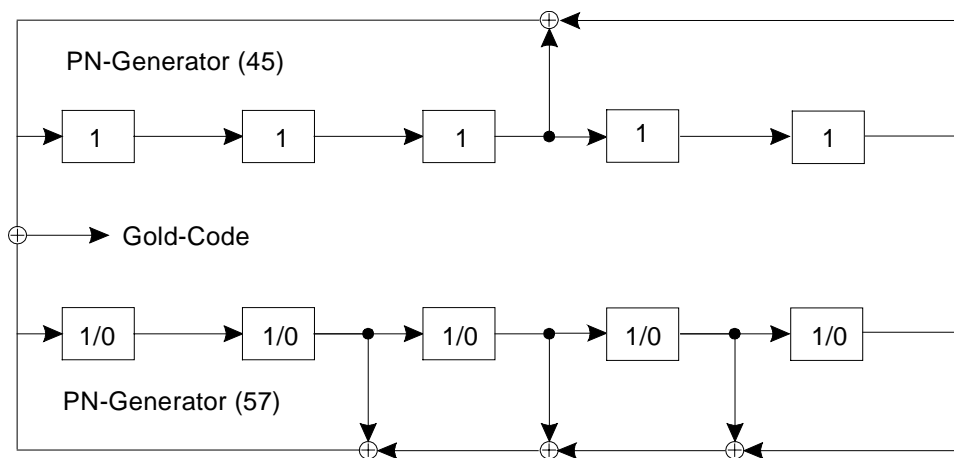 PN-Generator (45)
1 1 1 1 1
Gold-Code
1/0 1/0 1/0 1/0 1/0
PN-Generator (57)